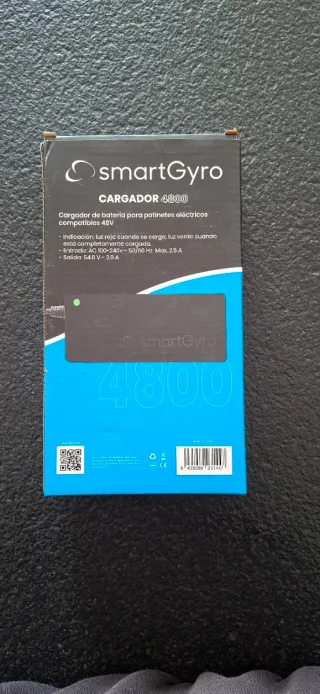 smartGyro
CARGADOR 4800
Cargador de batería para patinetes eléctricos
compatibles 48V
- Indicación: luz roja cuando se carga, luz verde cuando
está completamente cargada.
- Entrada: AC 100-240v - 50/60 Hz. Max. 2.5 A
- Salida: 54.6 V - 2.0 A
smartGyro
4800